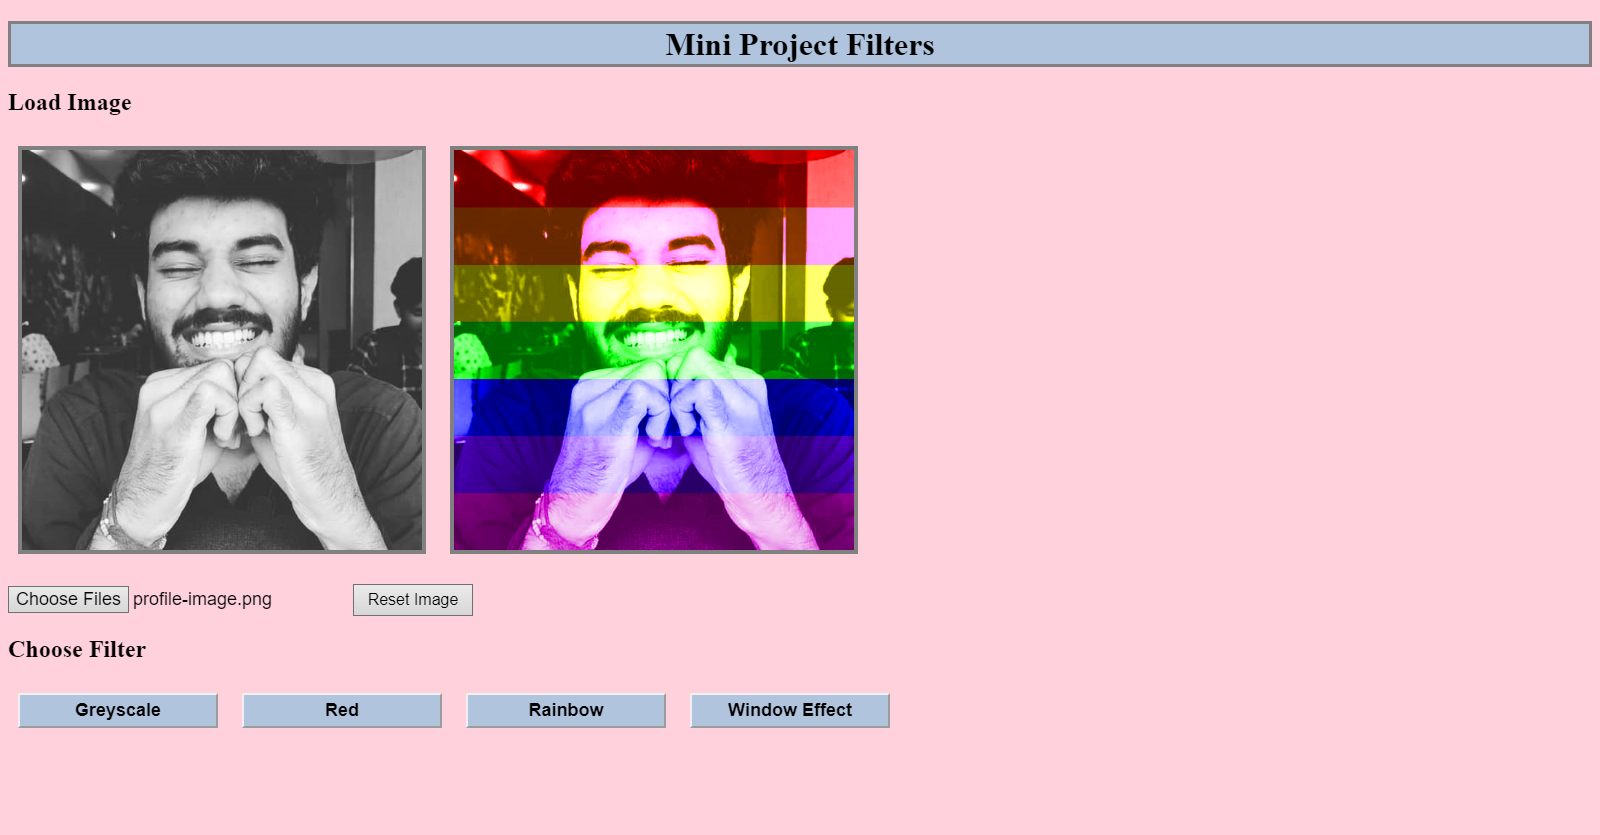 Mini Project Filters
Load Image
Choose Files profile-image.png Reset Image
Choose Filter
Greyscale Red Rainbow Window Effect